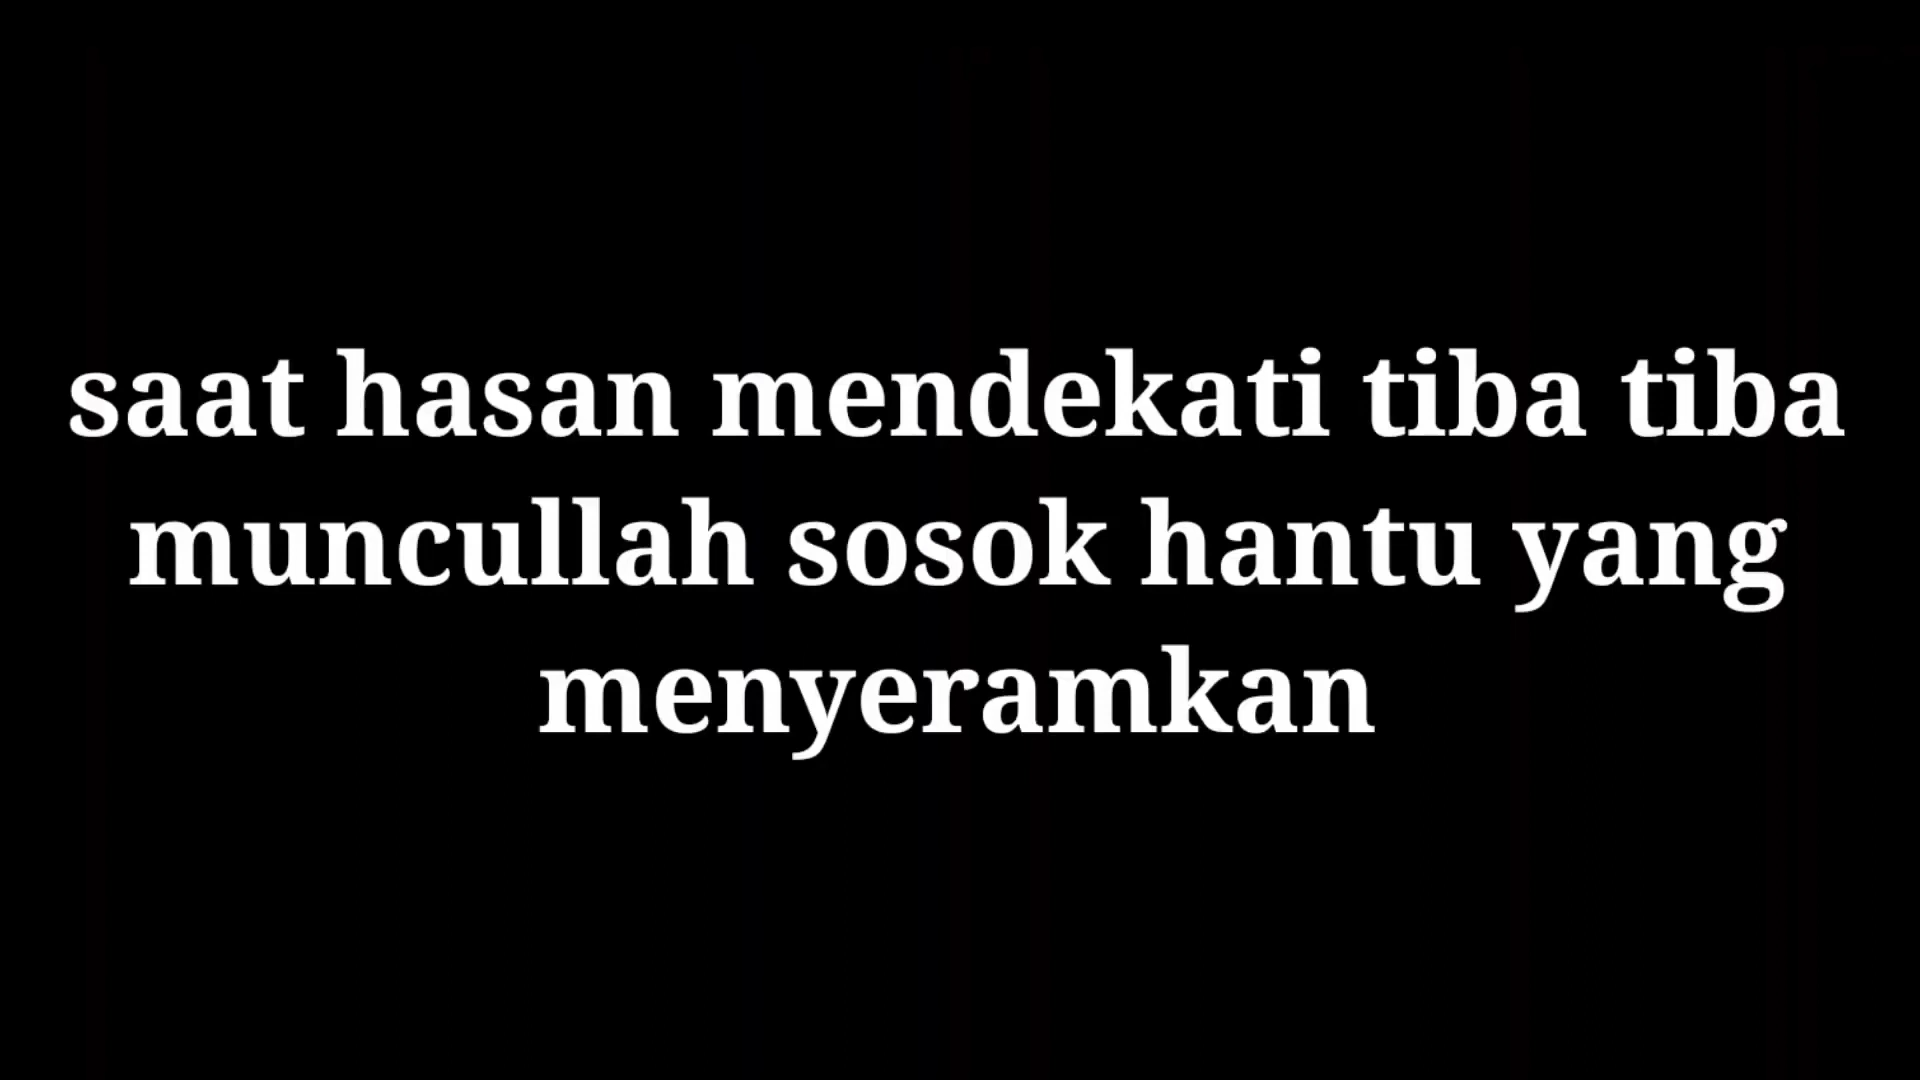 saat hasan mendekati tiba tiba
muncullah sosok hantu yang
menyeramkan